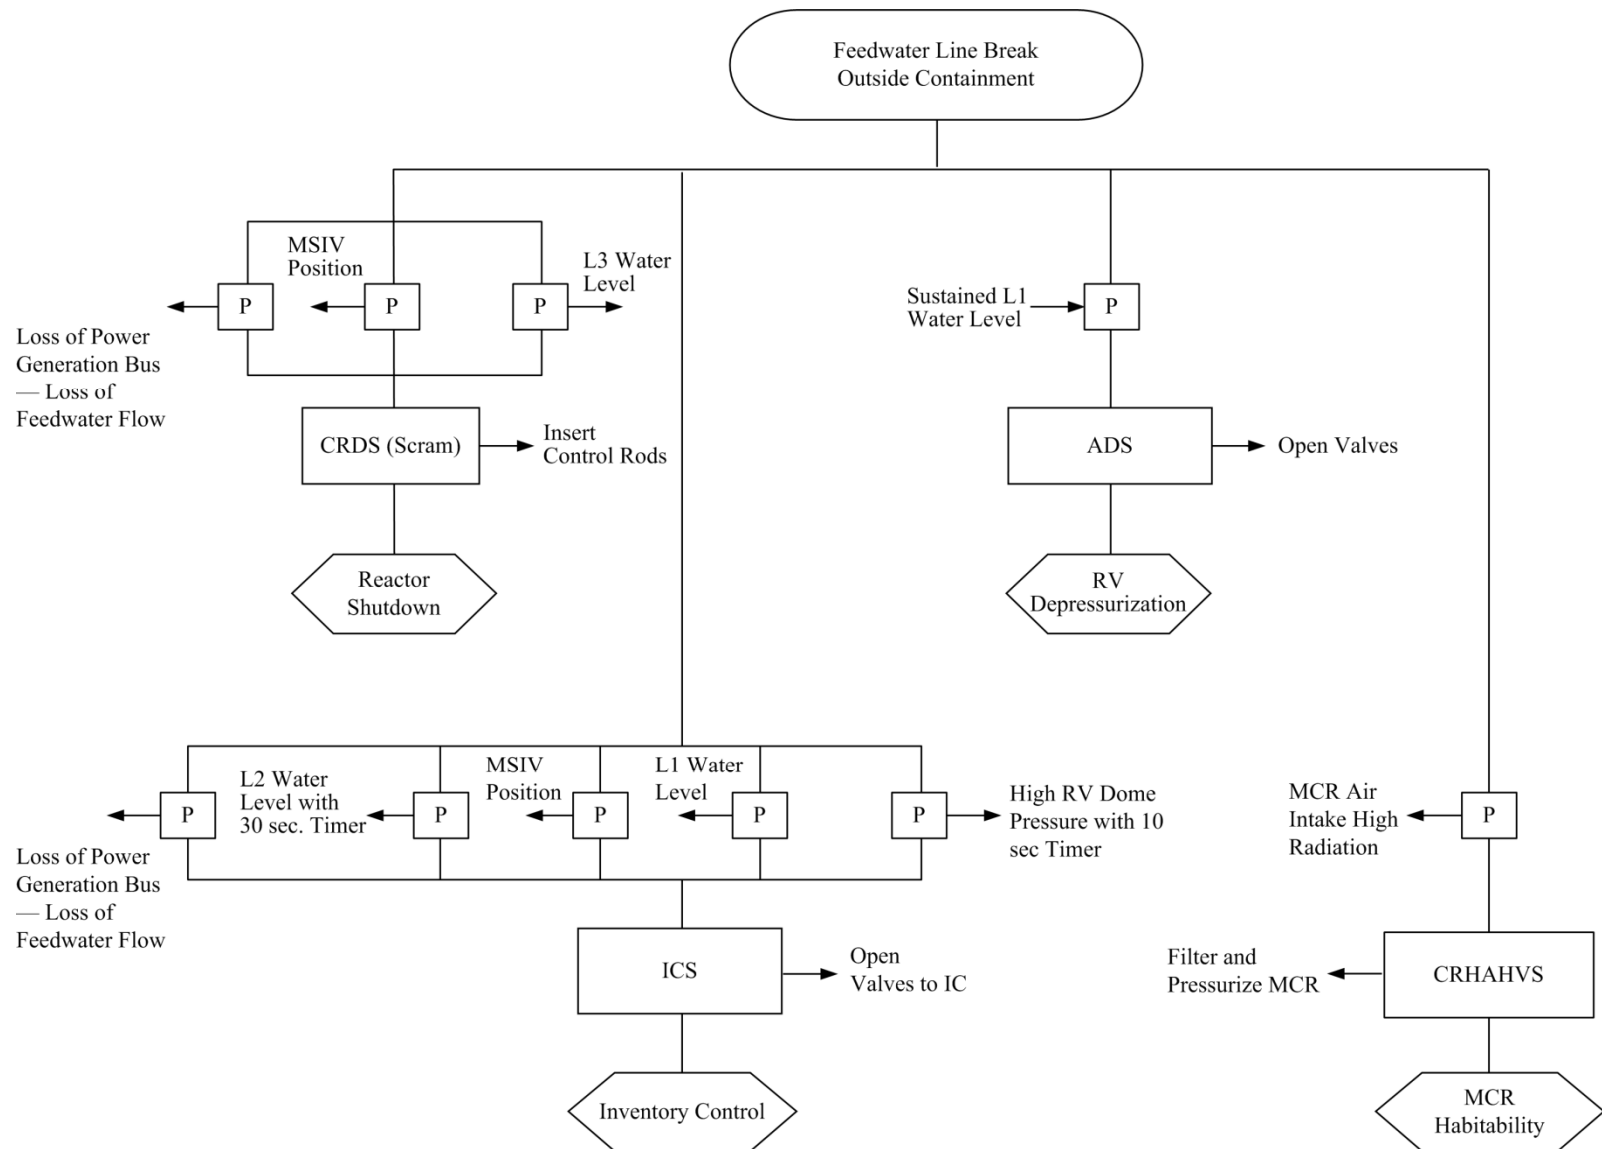 Feedwater Line Break
Outside Containment
MSIV
Position
L3 Water
Level
P
P
P
Loss of Power
Generation Bus
— Loss of
Feedwater Flow
Sustained L1
Water Level
P
CRDS (Scram)
Insert
Control Rods
ADS
Open Valves
Reactor
Shutdown
RV
Depressurization
L2 Water
Level with
30 sec. Timer
MSIV
Position
L1 Water
Level
P
P
P
P
P
High RV Dome
Pressure with 10
sec Timer
MCR Air
Intake High
Radiation
P
Loss of Power
Generation Bus
— Loss of
Feedwater Flow
ICS
Open
Valves to IC
Filter and
Pressurize MCR
CRHAHVS
Inventory Control
MCR
Habitability